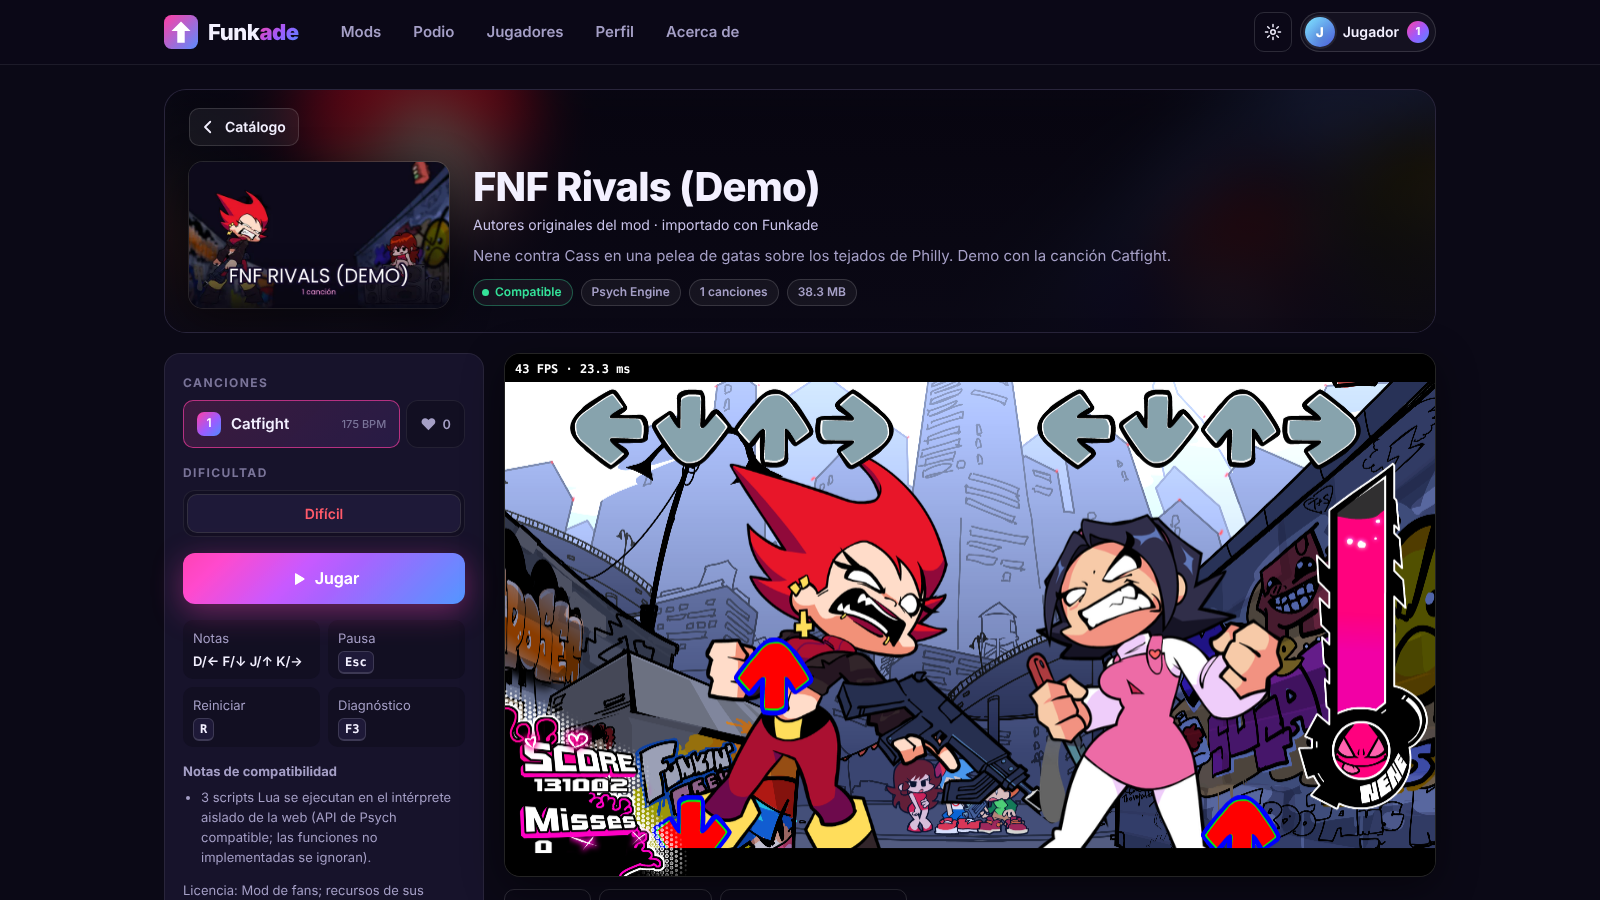 Funkade
Mods
Podio
Jugadores
Perfil
Acerca de
J
Jugador
1
Catálogo
FNF RIVALS (DEMO)
1 canción
FNF Rivals (Demo)
Autores originales del mod · importado con Funkade
Nene contra Cass en una pelea de gatas sobre los tejados de Philly. Demo con la canción Catfight.
Compatible
Psych Engine
1 canciones
38.3 MB
CANCIONES
1
Catfight
175 BPM
0
DIFICULTAD
Difícil
Jugar
Notas
D/← F/↓ J/↑ K/→
Pausa
Esc
Reiniciar
R
Diagnóstico
F3
Notas de compatibilidad
• 3 scripts Lua se ejecutan en el intérprete
aislado de la web (API de Psych
compatible; las funciones no
implementadas se ignoran).
Licencia: Mod de fans; recursos de sus
43 FPS · 23.3 ms
SCORE
131002
Misses
0
NENE